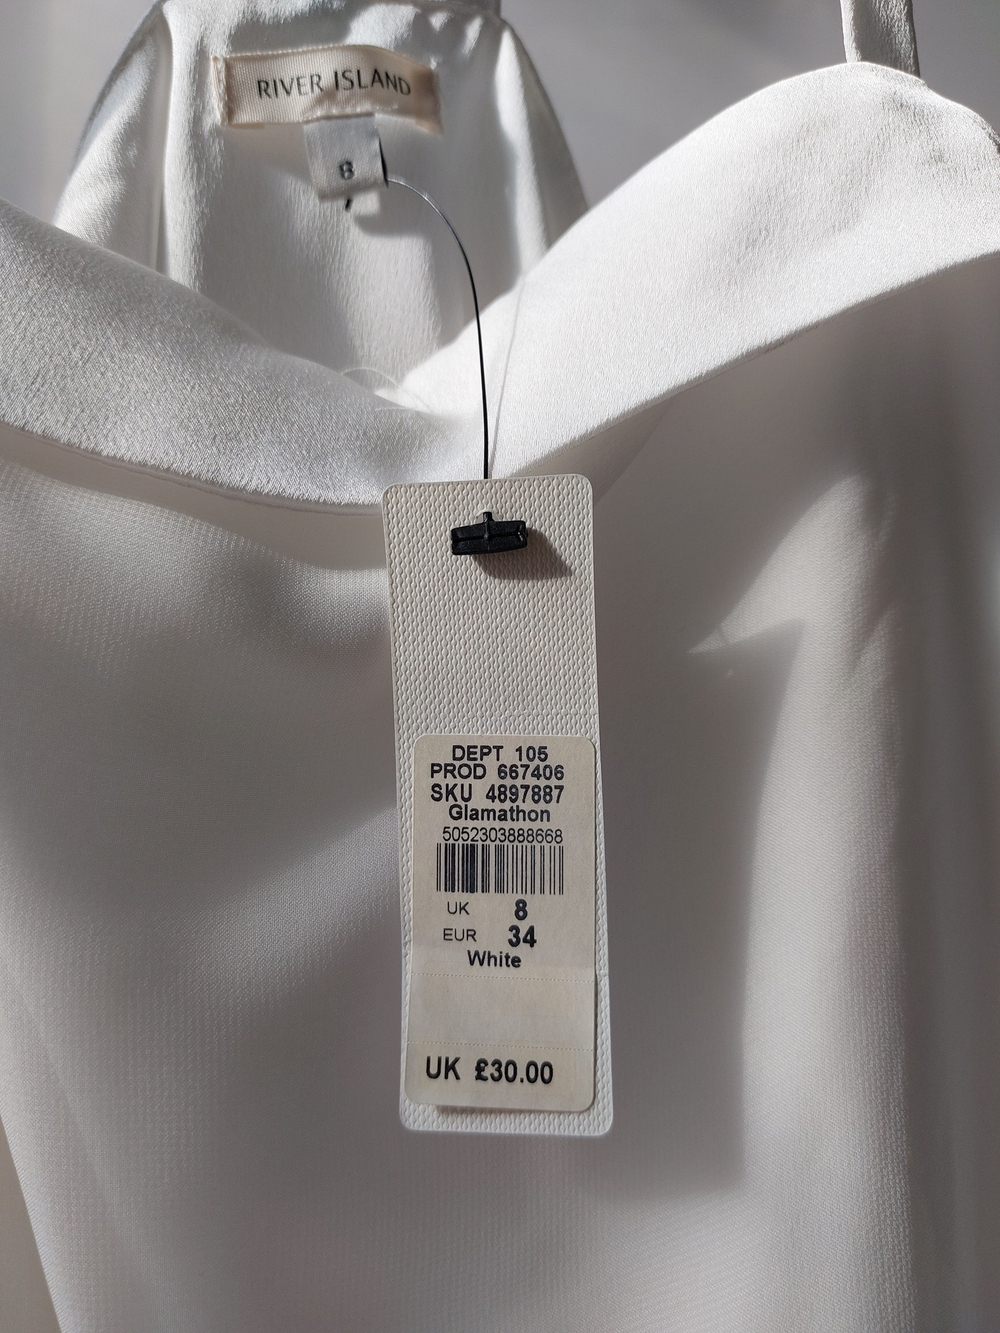 RIVER ISLAND
8
DEPT 105
PROD 667406
SKU 4897887
Glamathon
5052303888668
UK 8
EUR 34
White
UK £30.00